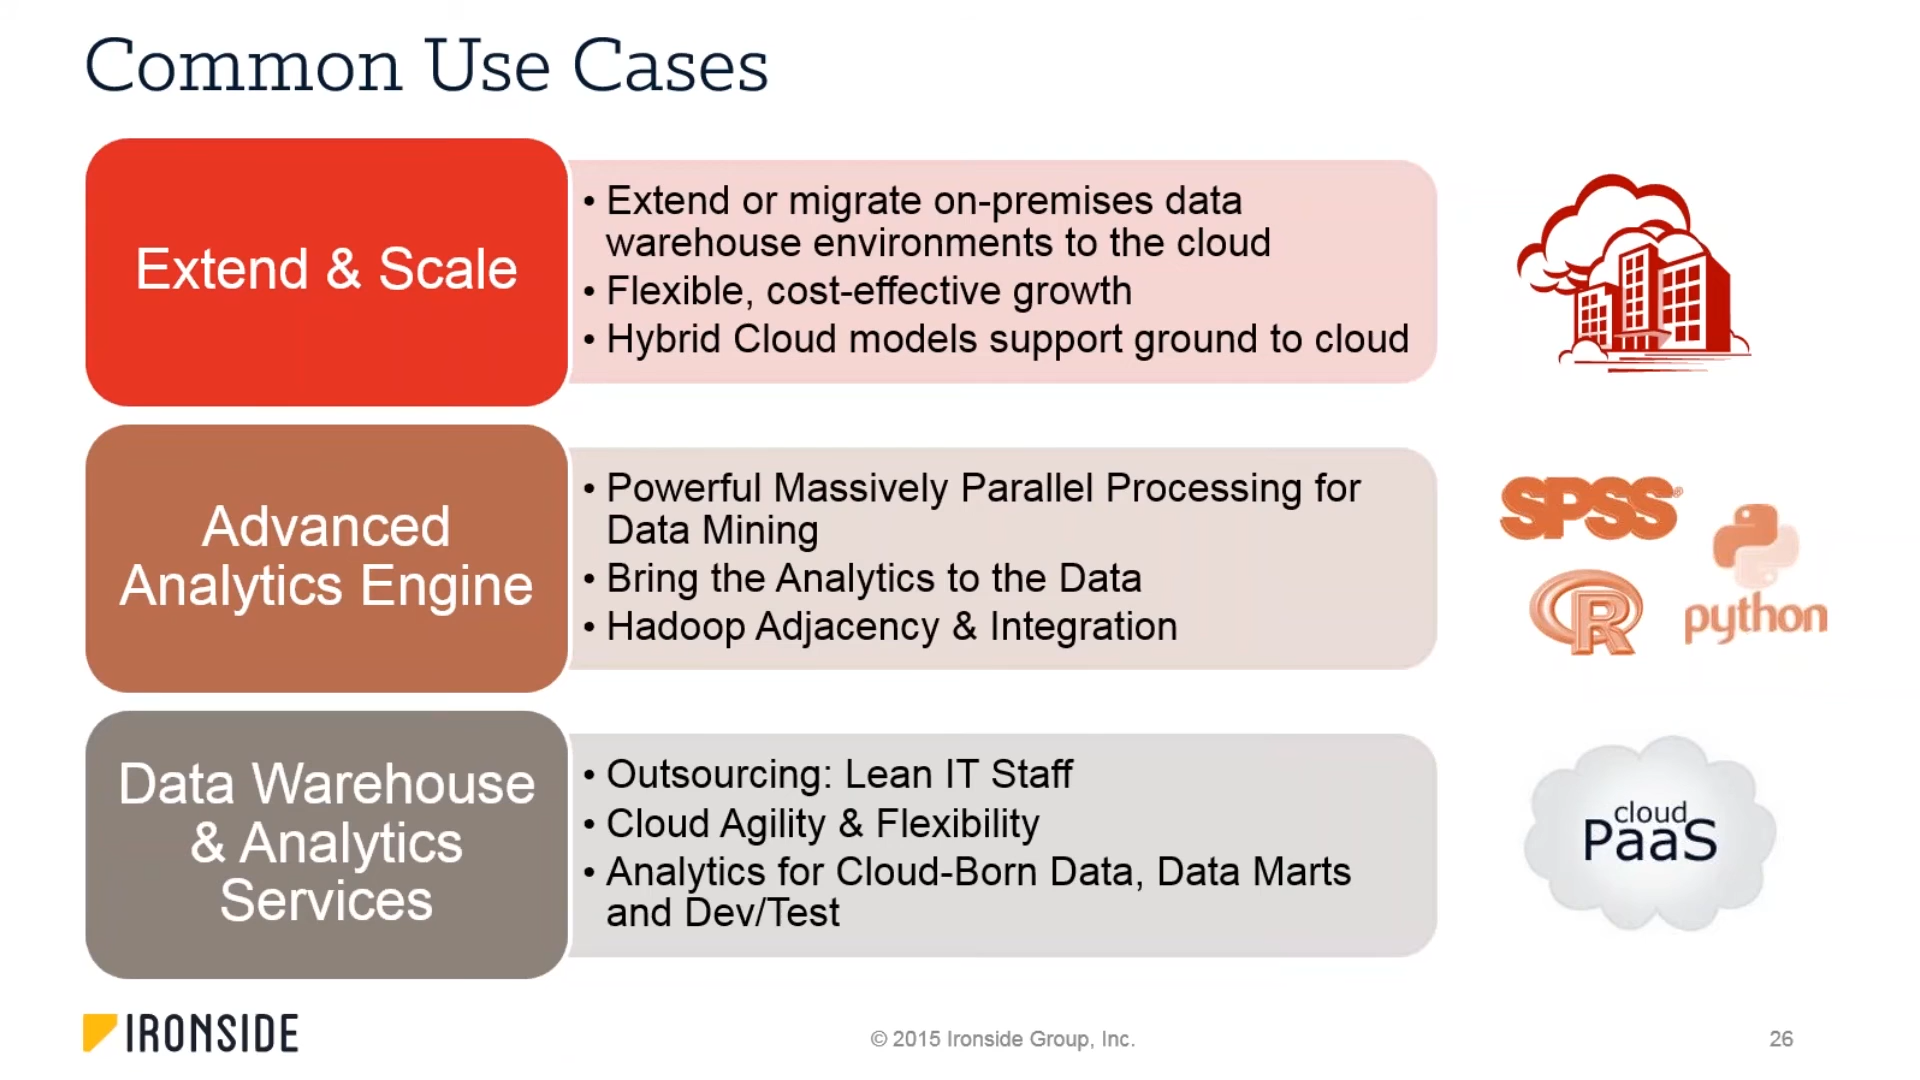 Common Use Cases
Extend & Scale
• Extend or migrate on-premises data
warehouse environments to the cloud
• Flexible, cost-effective growth
• Hybrid Cloud models support ground to cloud
Advanced
Analytics Engine
• Powerful Massively Parallel Processing for
Data Mining
• Bring the Analytics to the Data
• Hadoop Adjacency & Integration
SPSS®
R
python
Data Warehouse
& Analytics
Services
• Outsourcing: Lean IT Staff
• Cloud Agility & Flexibility
• Analytics for Cloud-Born Data, Data Marts
and Dev/Test
cloud
PaaS
IRONSIDE
© 2015 Ironside Group, Inc.
26